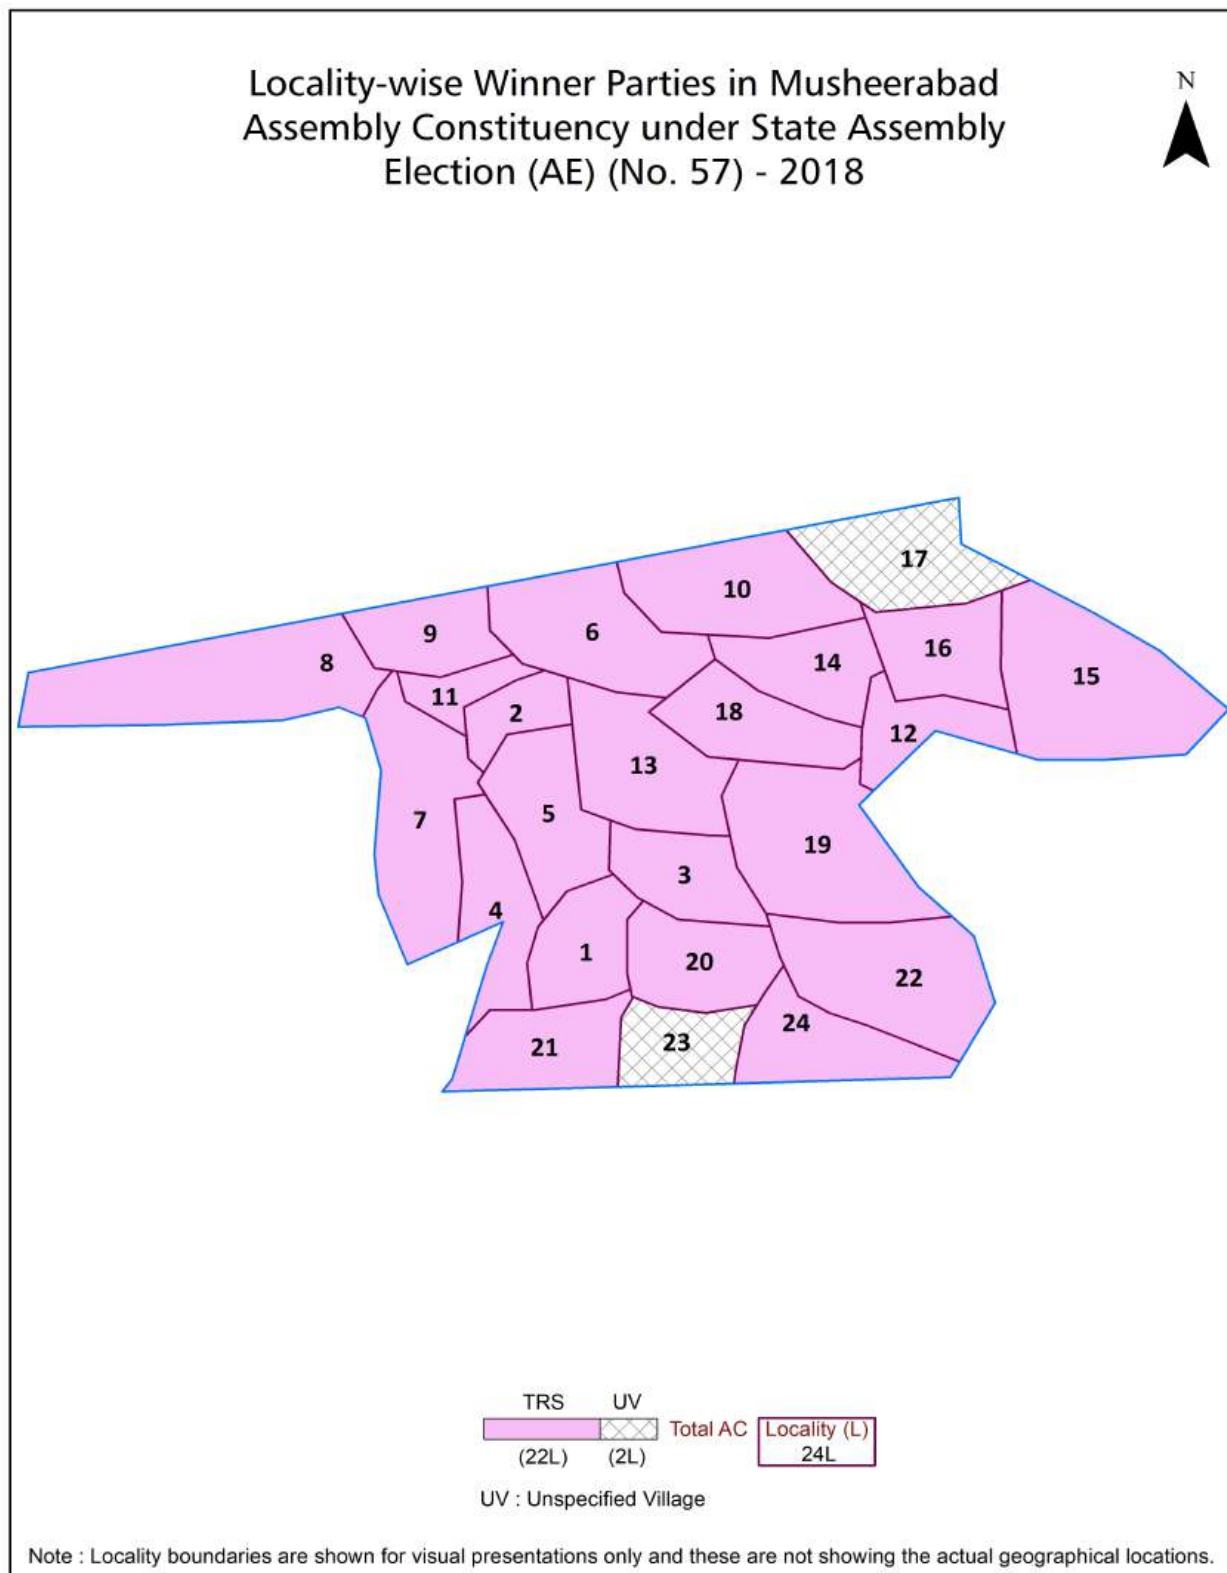 Locality-wise Winner Parties in Musheerabad
Assembly Constituency under State Assembly
Election (AE) (No. 57) - 2018
N
17
10
9
6
8
16
14
15
11
2
18
12
13
5
7
19
3
4
1
20
22
24
23
21
TRS UV
Total AC Locality (L)
(22L) (2L) 24L
UV : Unspecified Village
Note : Locality boundaries are shown for visual presentations only and these are not showing the actual geographical locations.